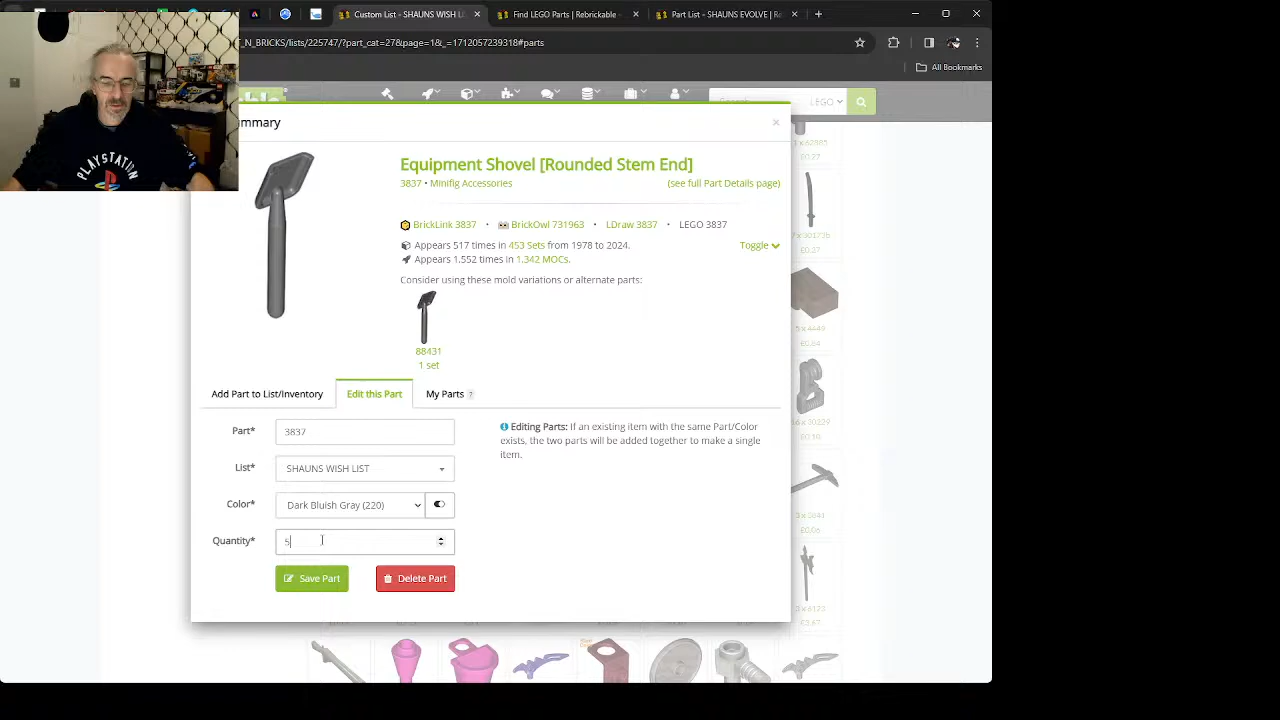 Custom List - SHAUNS WISH LI
Find LEGO Parts | Rebrickable -
Part List - SHAUNS EVOLVE | Re
T_N_BRICKS/lists/225747/?part_cat=27&page=1&_=1712057239318#parts
All Bookmarks
LEGO
ummary
Equipment Shovel [Rounded Stem End]
3837 • Minifig Accessories
(see full Part Details page)
BrickLink 3837 • BrickOwl 731963 • LDraw 3837 • LEGO 3837
Appears 517 times in 453 Sets from 1978 to 2024.
Toggle
Appears 1,552 times in 1,342 MOCs.
Consider using these mold variations or alternate parts:
88431
1 set
Add Part to List/Inventory
Edit this Part
My Parts ?
Part* 3837
List* SHAUNS WISH LIST
Color* Dark Bluish Gray (220)
Quantity* 5
Save Part
Delete Part
Editing Parts: If an existing item with the same Part/Color
exists, the two parts will be added together to make a single
item.
PLAYSTATION